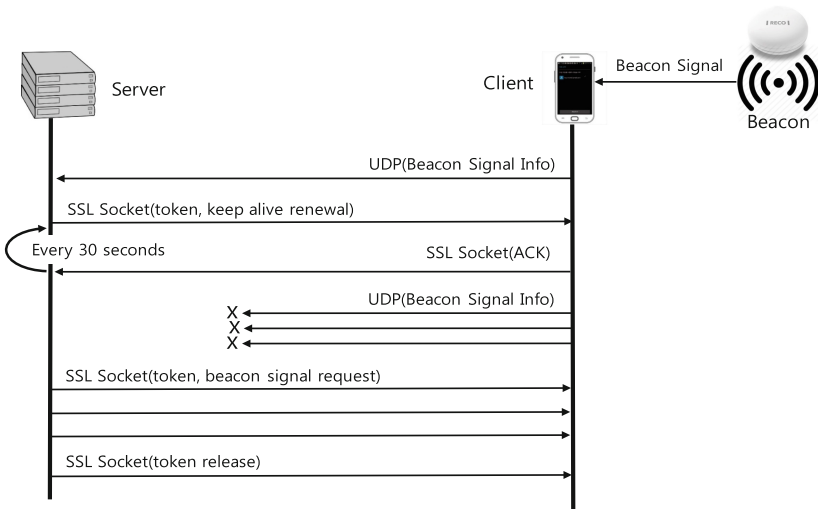 RECO
Server
Client
Beacon Signal
Beacon
UDP(Beacon Signal Info)
SSL Socket(token, keep alive renewal)
Every 30 seconds
SSL Socket(ACK)
UDP(Beacon Signal Info)
X
X
X
SSL Socket(token, beacon signal request)
SSL Socket(token release)